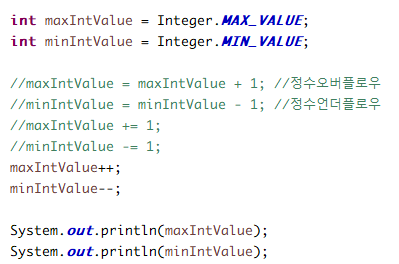 int maxIntValue = Integer.MAX_VALUE;
int minIntValue = Integer.MIN_VALUE;
//maxIntValue = maxIntValue + 1; //정수오버플로우
//minIntValue = minIntValue - 1; //정수언더플로우
//maxIntValue += 1;
//minIntValue -= 1;
maxIntValue++;
minIntValue--;
System.out.println(maxIntValue);
System.out.println(minIntValue);